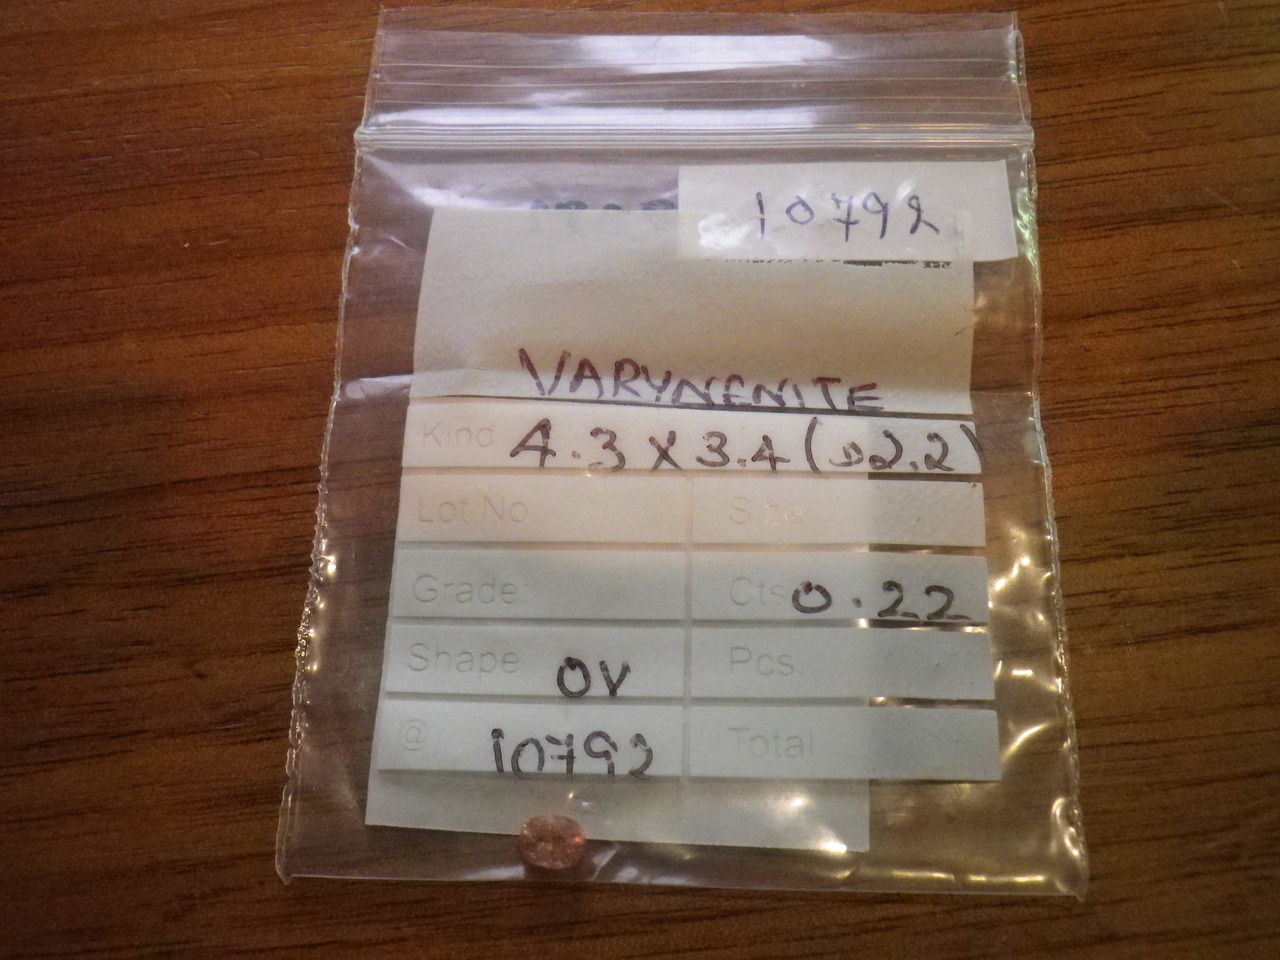 10792
VARYNENITE
Kind 4.3 X 3.4 (D2.2)
Lot No. Size
Grade Cts 0.22
Shape OV Pcs.
@ 10792 Total